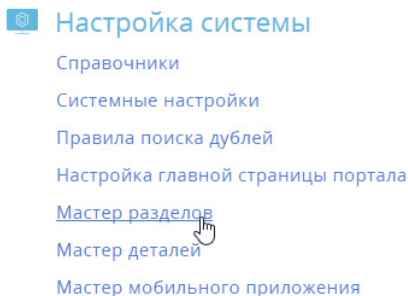 Настройка системы
Справочники
Системные настройки
Правила поиска дублей
Настройка главной страницы портала
Мастер разделов
Мастер деталей
Мастер мобильного приложения